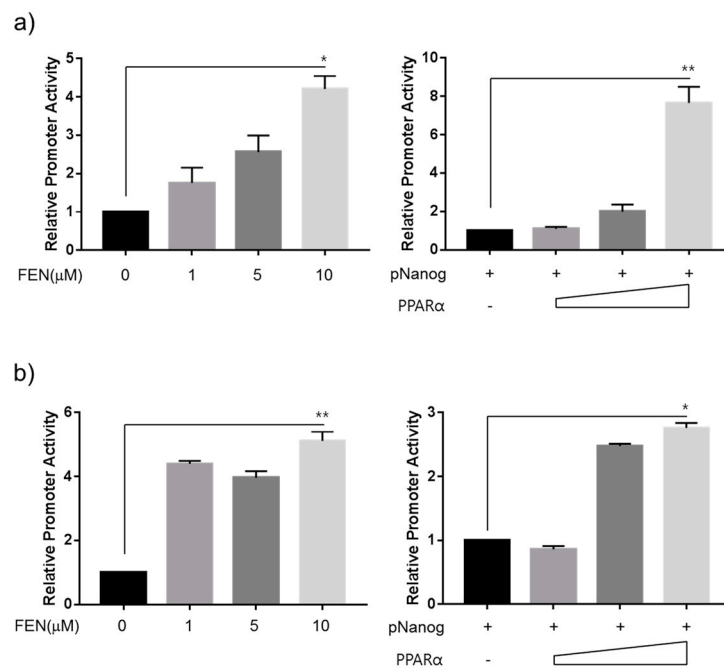 a)
Relative Promoter Activity
5
4
3
2
1
0
*
FEN(μM) 0 1 5 10
Relative Promoter Activity
10
8
6
4
2
0
**
pNanog + + + +
PPARα -
b)
Relative Promoter Activity
6
4
2
0
**
FEN(μM) 0 1 5 10
Relative Promoter Activity
3
2
1
0
*
pNanog + + + +
PPARα -